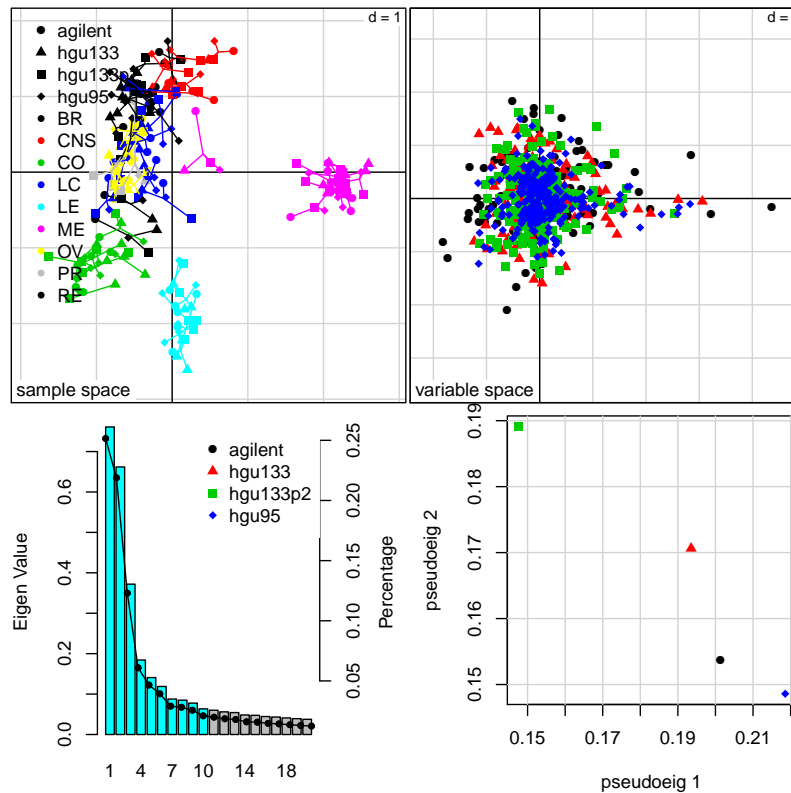 d = 1
agilent
hgu133
hgu133p
hgu95
BR
CNS
CO
LC
LE
ME
OV
PR
RE
sample space
d =
variable space
Eigen Value
0.0
0.2
0.4
0.6
1 4 7 10 14 18
agilent
hgu133
hgu133p2
hgu95
Percentage
0.05
0.10
0.15
0.20
0.25
pseudoeig 2
0.15
0.16
0.17
0.18
0.19
0.15 0.17 0.19 0.21
pseudoeig 1